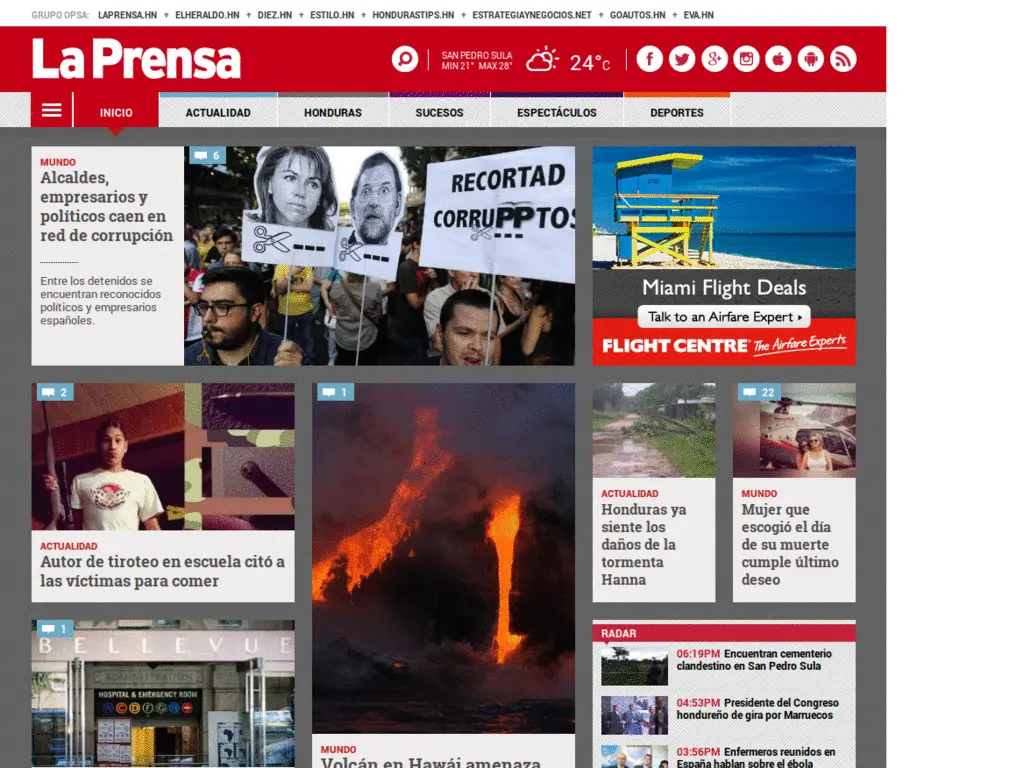 GRUPO OPSA: LAPRENSA.HN + ELHERALDO.HN + DIEZ.HN + ESTILO.HN + HONDURASTIPS.HN + ESTRATEGIAYNEGOCIOS.NET + GOAUTOS.HN + EVA.HN
La Prensa
SAN PEDRO SULA
MIN 21° MAX 28°
24°C
INICIO
ACTUALIDAD
HONDURAS
SUCESOS
ESPECTÁCULOS
DEPORTES
MUNDO
Alcaldes,
empresarios y
políticos caen en
red de corrupción
Entre los detenidos se
encuentran reconocidos
políticos y empresarios
españoles.
6
RECORTAD
CORRUPPTOS
Miami Flight Deals
Talk to an Airfare Expert
FLIGHT CENTRE® The Airfare Experts
2
ACTUALIDAD
Autor de tiroteo en escuela citó a
las víctimas para comer
1
MUNDO
Volcán en Hawái amenaza
ACTUALIDAD
Honduras ya
siente los
daños de la
tormenta
Hanna
22
MUNDO
Mujer que
escogió el día
de su muerte
cumple último
deseo
1
BELLEVUE
ADMINISTRATION
HOSPITAL & EMERGENCY ROOM
RADAR
06:19PM Encuentran cementerio
clandestino en San Pedro Sula
04:53PM Presidente del Congreso
hondureño de gira por Marruecos
03:56PM Enfermeros reunidos en
España hablan sobre el ébola